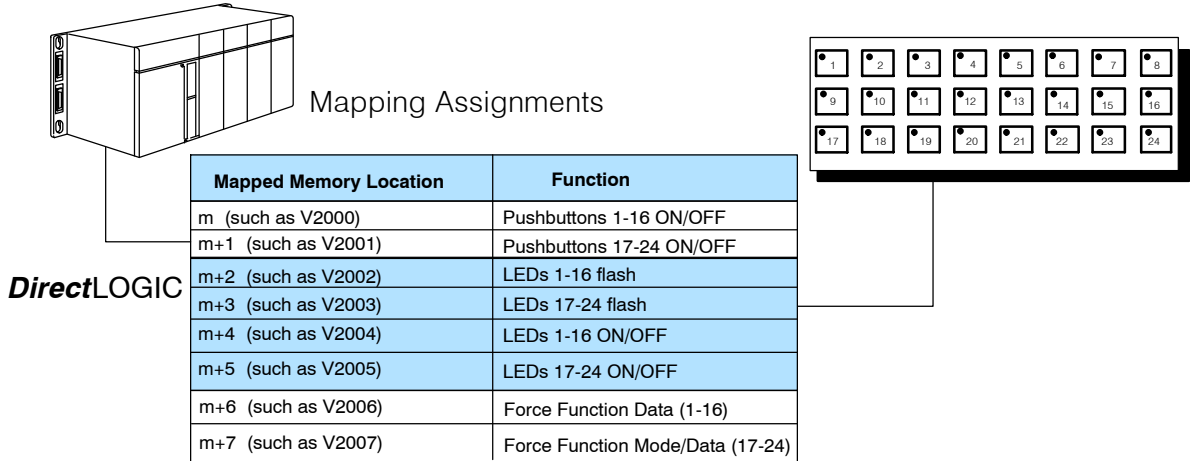 Mapping Assignments
1 2 3 4 5 6 7 8
9 10 11 12 13 14 15 16
17 18 19 20 21 22 23 24
Mapped Memory Location Function
m (such as V2000) Pushbuttons 1-16 ON/OFF
m+1 (such as V2001) Pushbuttons 17-24 ON/OFF
DirectLOGIC
m+2 (such as V2002) LEDs 1-16 flash
m+3 (such as V2003) LEDs 17-24 flash
m+4 (such as V2004) LEDs 1-16 ON/OFF
m+5 (such as V2005) LEDs 17-24 ON/OFF
m+6 (such as V2006) Force Function Data (1-16)
m+7 (such as V2007) Force Function Mode/Data (17-24)